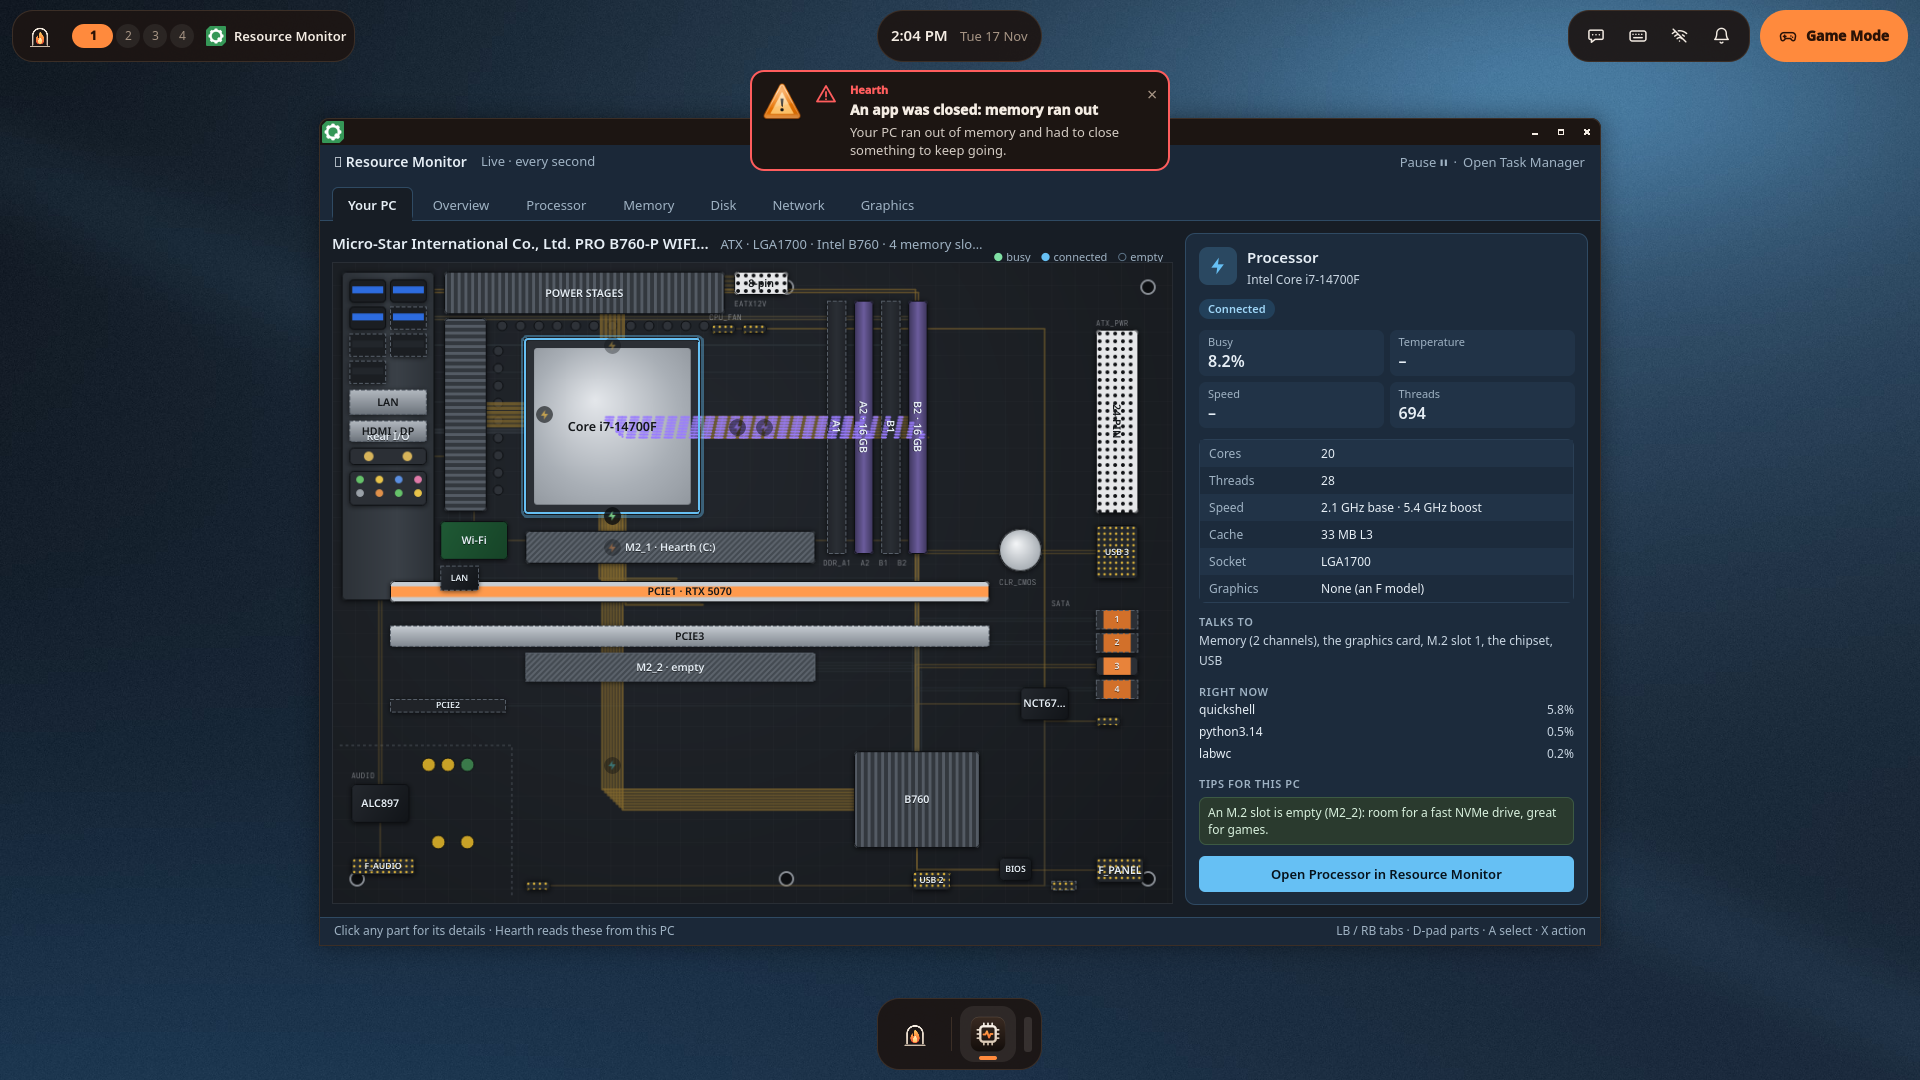 1 2 3 4 Resource Monitor
2:04 PM Tue 17 Nov
Game Mode
Hearth
An app was closed: memory ran out
Your PC ran out of memory and had to close
something to keep going.
Resource Monitor Live · every second
Pause · Open Task Manager
Your PC Overview Processor Memory Disk Network Graphics
Micro-Star International Co., Ltd. PRO B760-P WIFI... ATX · LGA1700 · Intel B760 · 4 memory slo...
busy connected empty
POWER STAGES
8-pin
EATX12V
CPU_FAN
ATX_PWR
LAN
HDMI · DP
Rear I/O
Core i7-14700F
A1
A2 · 16 GB
B1
B2 · 16 GB
24-PIN
Wi-Fi
M2_1 · Hearth (C:)
DDR_A1 A2 B1 B2
USB 3
CLR_CMOS
LAN
PCIE1 · RTX 5070
SATA
1
2
3
4
PCIE3
M2_2 · empty
PCIE2
NCT67...
AUDIO
ALC897
B760
F-AUDIO
USB 2
BIOS
F_PANEL
Processor
Intel Core i7-14700F
Connected
Busy
8.2%
Temperature
–
Speed
–
Threads
694
Cores 20
Threads 28
Speed 2.1 GHz base · 5.4 GHz boost
Cache 33 MB L3
Socket LGA1700
Graphics None (an F model)
TALKS TO
Memory (2 channels), the graphics card, M.2 slot 1, the chipset,
USB
RIGHT NOW
quickshell 5.8%
python3.14 0.5%
labwc 0.2%
TIPS FOR THIS PC
An M.2 slot is empty (M2_2): room for a fast NVMe drive, great
for games.
Open Processor in Resource Monitor
Click any part for its details · Hearth reads these from this PC
LB / RB tabs · D-pad parts · A select · X action